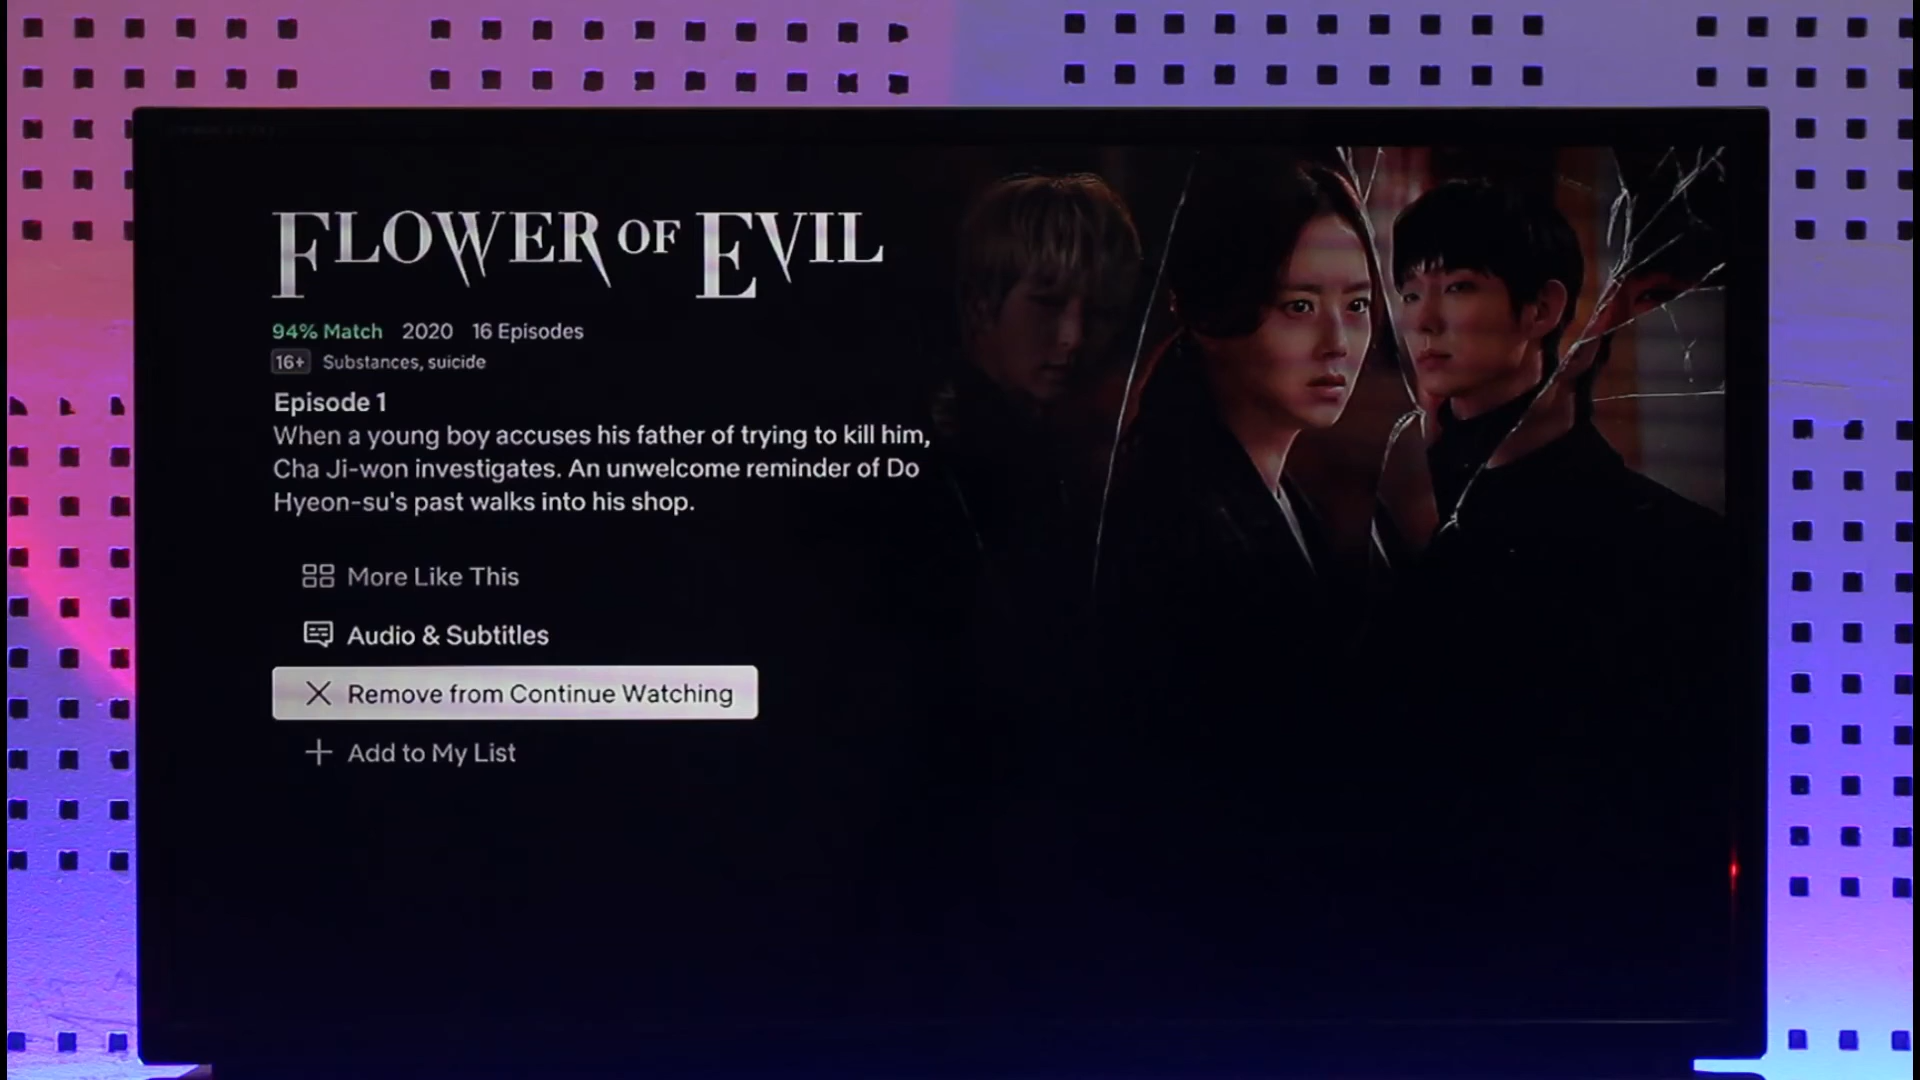 FLOWER OF EVIL
94% Match 2020 16 Episodes
16+ Substances, suicide
Episode 1
When a young boy accuses his father of trying to kill him,
Cha Ji-won investigates. An unwelcome reminder of Do
Hyeon-su's past walks into his shop.
More Like This
Audio & Subtitles
Remove from Continue Watching
Add to My List